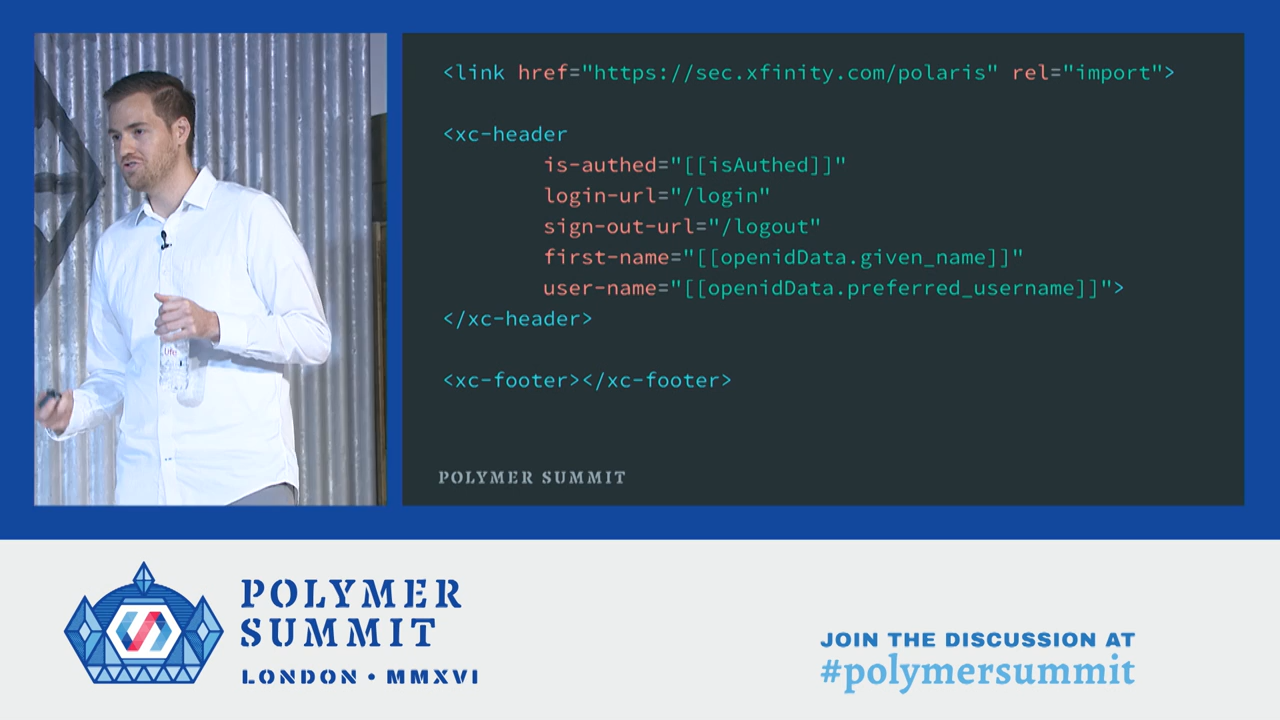 <link href="https://sec.xfinity.com/polaris" rel="import">
<xc-header
is-authed="[[isAuthed]]"
login-url="/login"
sign-out-url="/logout"
first-name="[[openidData.given_name]]"
user-name="[[openidData.preferred_username]]">
</xc-header>
<xc-footer></xc-footer>
POLYMER SUMMIT
Life
POLYMER
SUMMIT
LONDON • MMXVI
JOIN THE DISCUSSION AT
#polymersummit